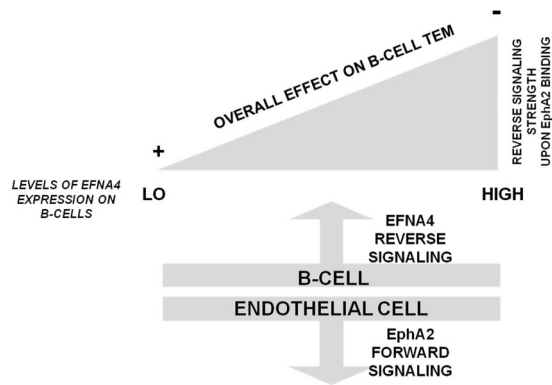 -
OVERALL EFFECT ON B-CELL TEM
+
REVERSE SIGNALING
STRENGTH
UPON EphA2 BINDING
LEVELS OF EFNA4
EXPRESSION ON
B-CELLS
LO
HIGH
EFNA4
REVERSE
SIGNALING
B-CELL
ENDOTHELIAL CELL
EphA2
FORWARD
SIGNALING